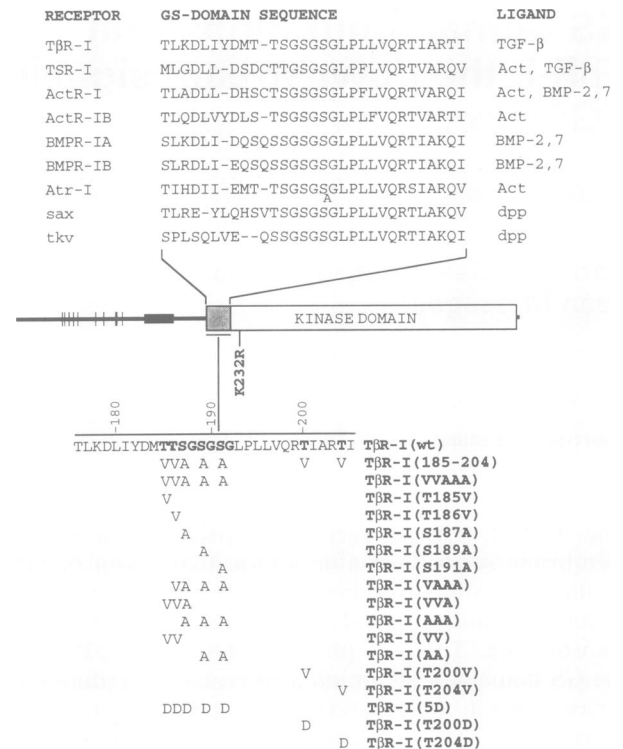 RECEPTOR GS-DOMAIN SEQUENCE LIGAND
TβR-I TLKDLIYDMT-TSGSGSGLPLLVQRTIARTI TGF-β
TSR-I MLGDLL-DSDCTTGSGSGLPFLVQRTVARQV Act, TGF-β
ActR-I TLADLL-DHSCTSGSGSGLPFLVQRTVARQI Act, BMP-2,7
ActR-IB TLQDLVYDLS-TSGSGSGLPLFVQRTVARTI Act
BMPR-IA SLKDLI-DQSQSSGSGSGLPLLVQRTIAKQI BMP-2,7
BMPR-IB SLRDLI-EQSQSSGSGSGLPLLVQRTIAKQI BMP-2,7
Atr-I TIHDII-EMT-TSGSGSGLPLLVQRSIARQV Act
A
sax TLRE-YLQHSVTSGSGSGLPLLVQRTLAKQV dpp
tkv SPLSQLVE--QSSGSGSGLPLLVQRTIAKQI dpp
KINASE DOMAIN
K232R
-180 -190 -200
TLKDLIYDMTTSGSGSGLPLLVQRTIARTI TβR-I(wt)
VVA A A V V TβR-I(185-204)
VVA A A TβR-I(VVAAA)
V TβR-I(T185V)
V TβR-I(T186V)
A TβR-I(S187A)
A TβR-I(S189A)
A TβR-I(S191A)
VA A A TβR-I(VAAA)
VVA TβR-I(VVA)
A A A TβR-I(AAA)
VV TβR-I(VV)
A A TβR-I(AA)
V TβR-I(T200V)
V TβR-I(T204V)
DDD D D TβR-I(5D)
D TβR-I(T200D)
D TβR-I(T204D)